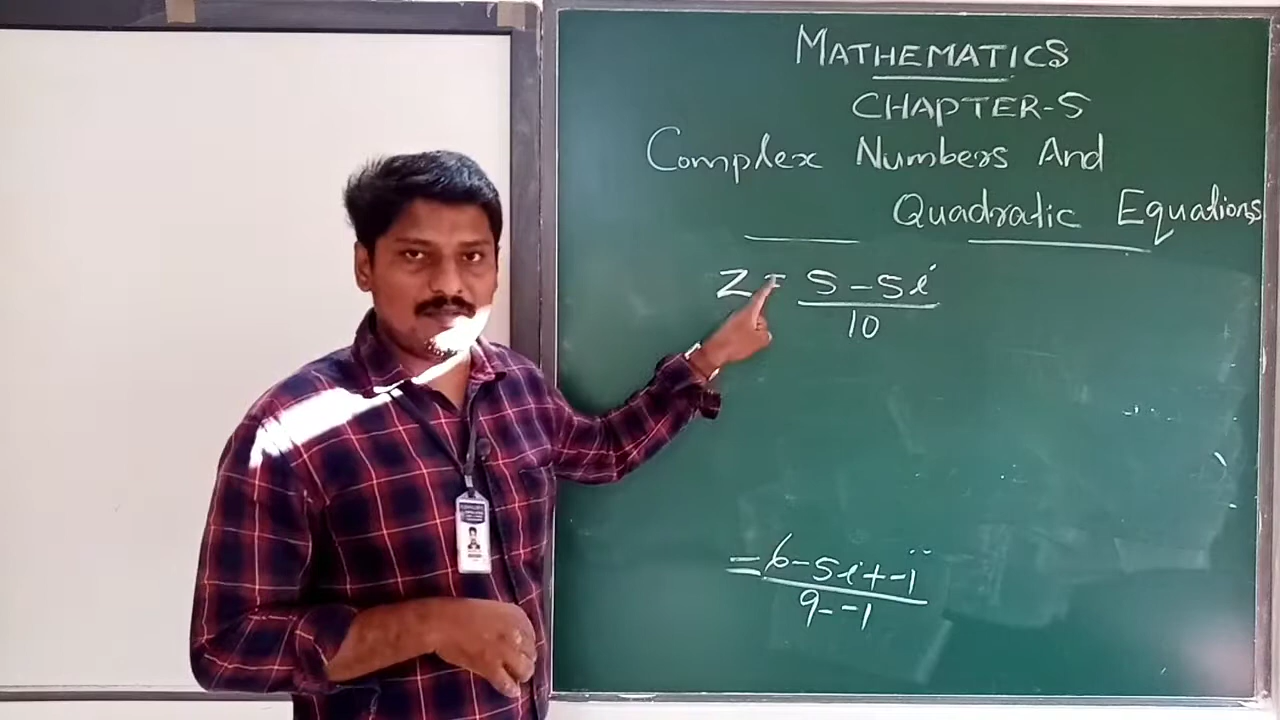 MATHEMATICS
CHAPTER-5
Complex Numbers And
Quadratic Equations
Z = 5 - 5i
10
= 6 - 5i + -1
9 - -1